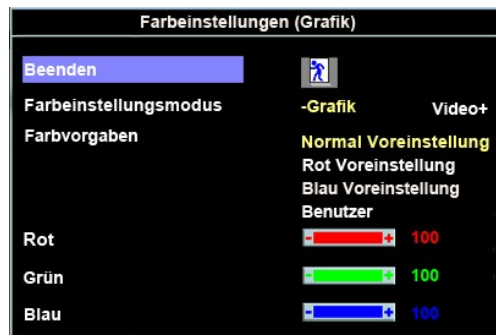 Farbeinstellungen (Grafik)
Beenden
Farbeinstellungsmodus -Grafik Video+
Farbvorgaben Normal Voreinstellung
Rot Voreinstellung
Blau Voreinstellung
Benutzer
Rot - + 100
Grün - + 100
Blau - + 100